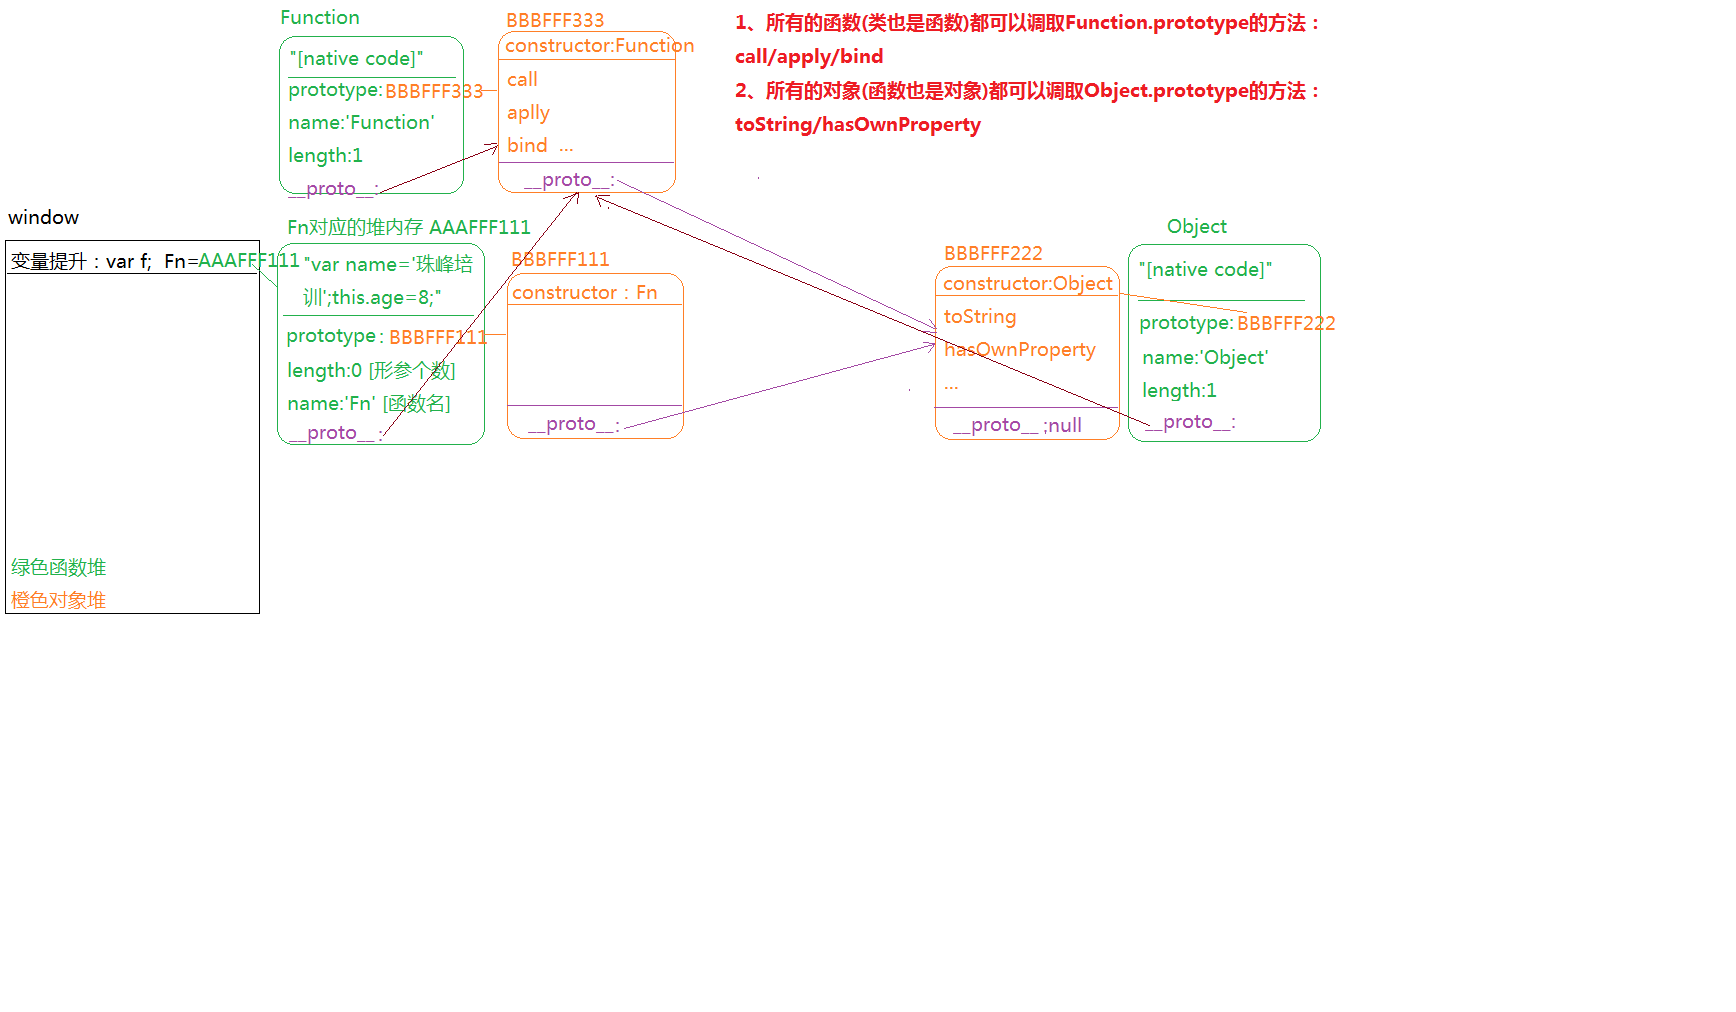 Function
"[native code]"
prototype:BBBFFF333
name:'Function'
length:1
__proto__:
BBBFFF333
constructor:Function
call
aplly
bind ...
__proto__:
1、所有的函数(类也是函数)都可以调取Function.prototype的方法：
call/apply/bind
2、所有的对象(函数也是对象)都可以调取Object.prototype的方法：
toString/hasOwnProperty
window
变量提升：var f; Fn=AAAFFF111
绿色函数堆
橙色对象堆
Fn对应的堆内存 AAAFFF111
"var name='珠峰培
训';this.age=8;"
prototype：BBBFFF111
length:0 [形参个数]
name:'Fn' [函数名]
__proto__:
BBBFFF111
constructor：Fn
__proto__:
BBBFFF222
constructor:Object
toString
hasOwnProperty
...
__proto__ ;null
Object
"[native code]"
prototype:BBBFFF222
name:'Object'
length:1
__proto__: